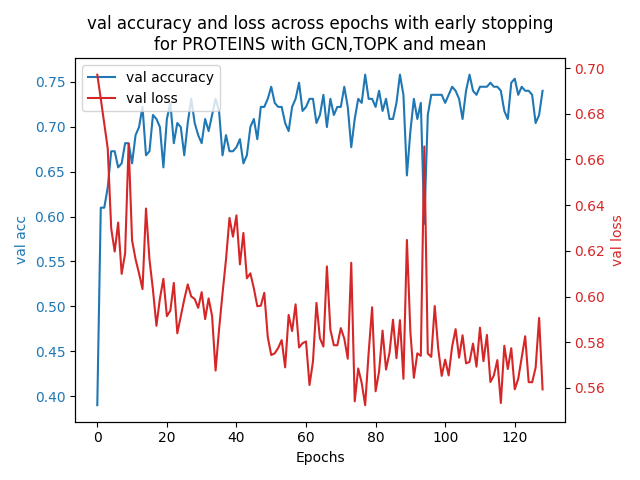 val accuracy and loss across epochs with early stopping
for PROTEINS with GCN,TOPK and mean
val accuracy
val loss
val acc
0.75
0.70
0.65
0.60
0.55
0.50
0.45
0.40
0.70
0.68
0.66
0.64
0.62
0.60
0.58
0.56
val loss
0 20 40 60 80 100 120
Epochs